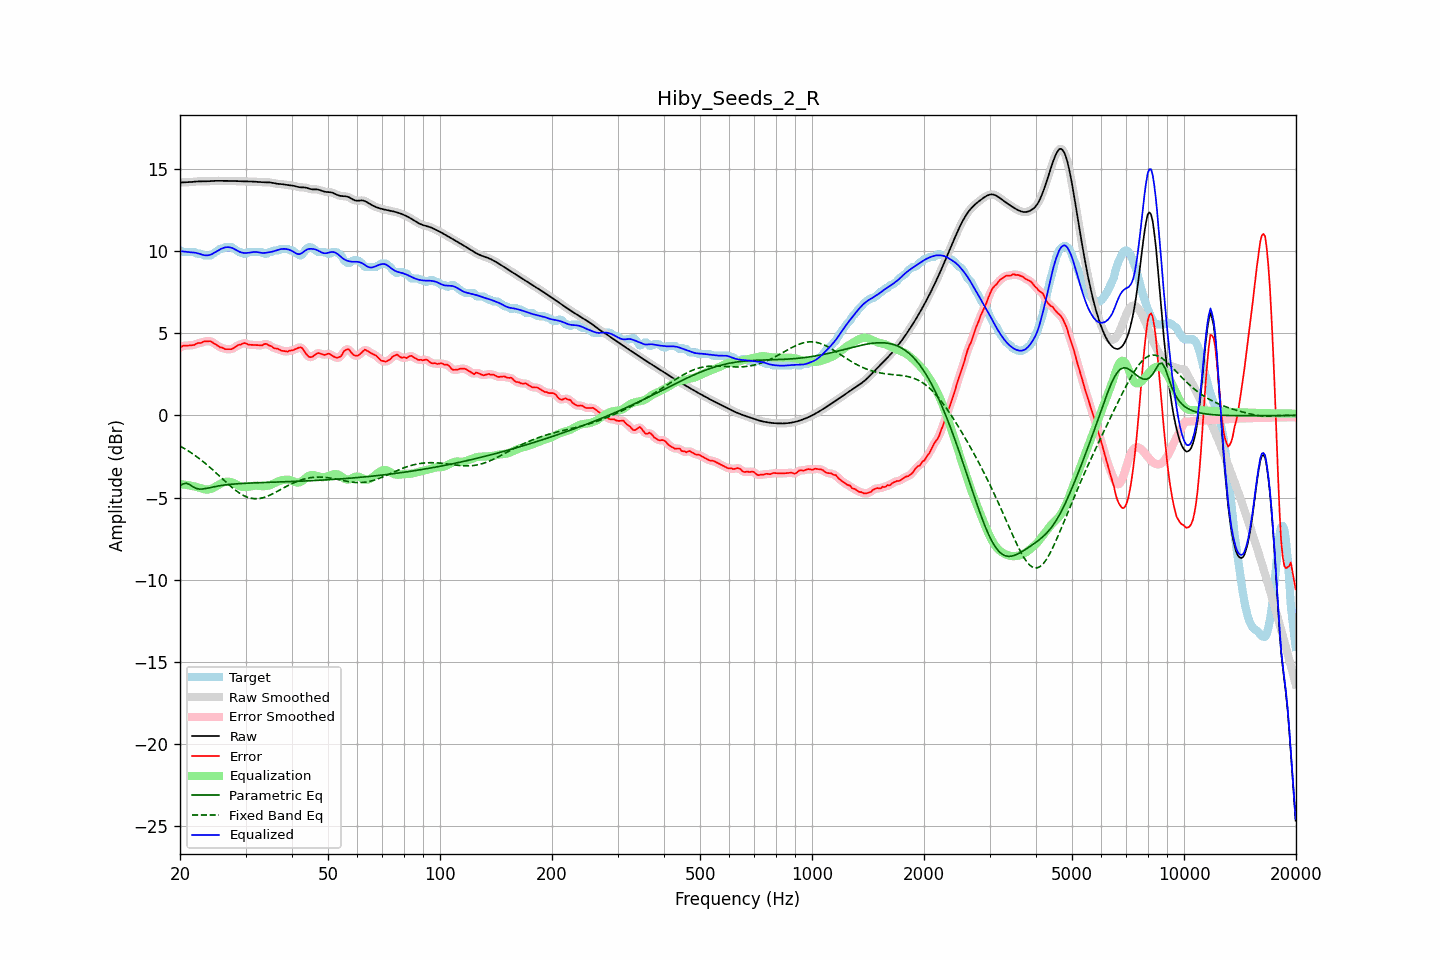 Hiby_Seeds_2_R
Amplitude (dBr)
15
10
5
0
−5
−10
−15
−20
−25
Target
Raw Smoothed
Error Smoothed
Raw
Error
Equalization
Parametric Eq
Fixed Band Eq
Equalized
20 50 100 200 500 1000 2000 5000 10000 20000
Frequency (Hz)